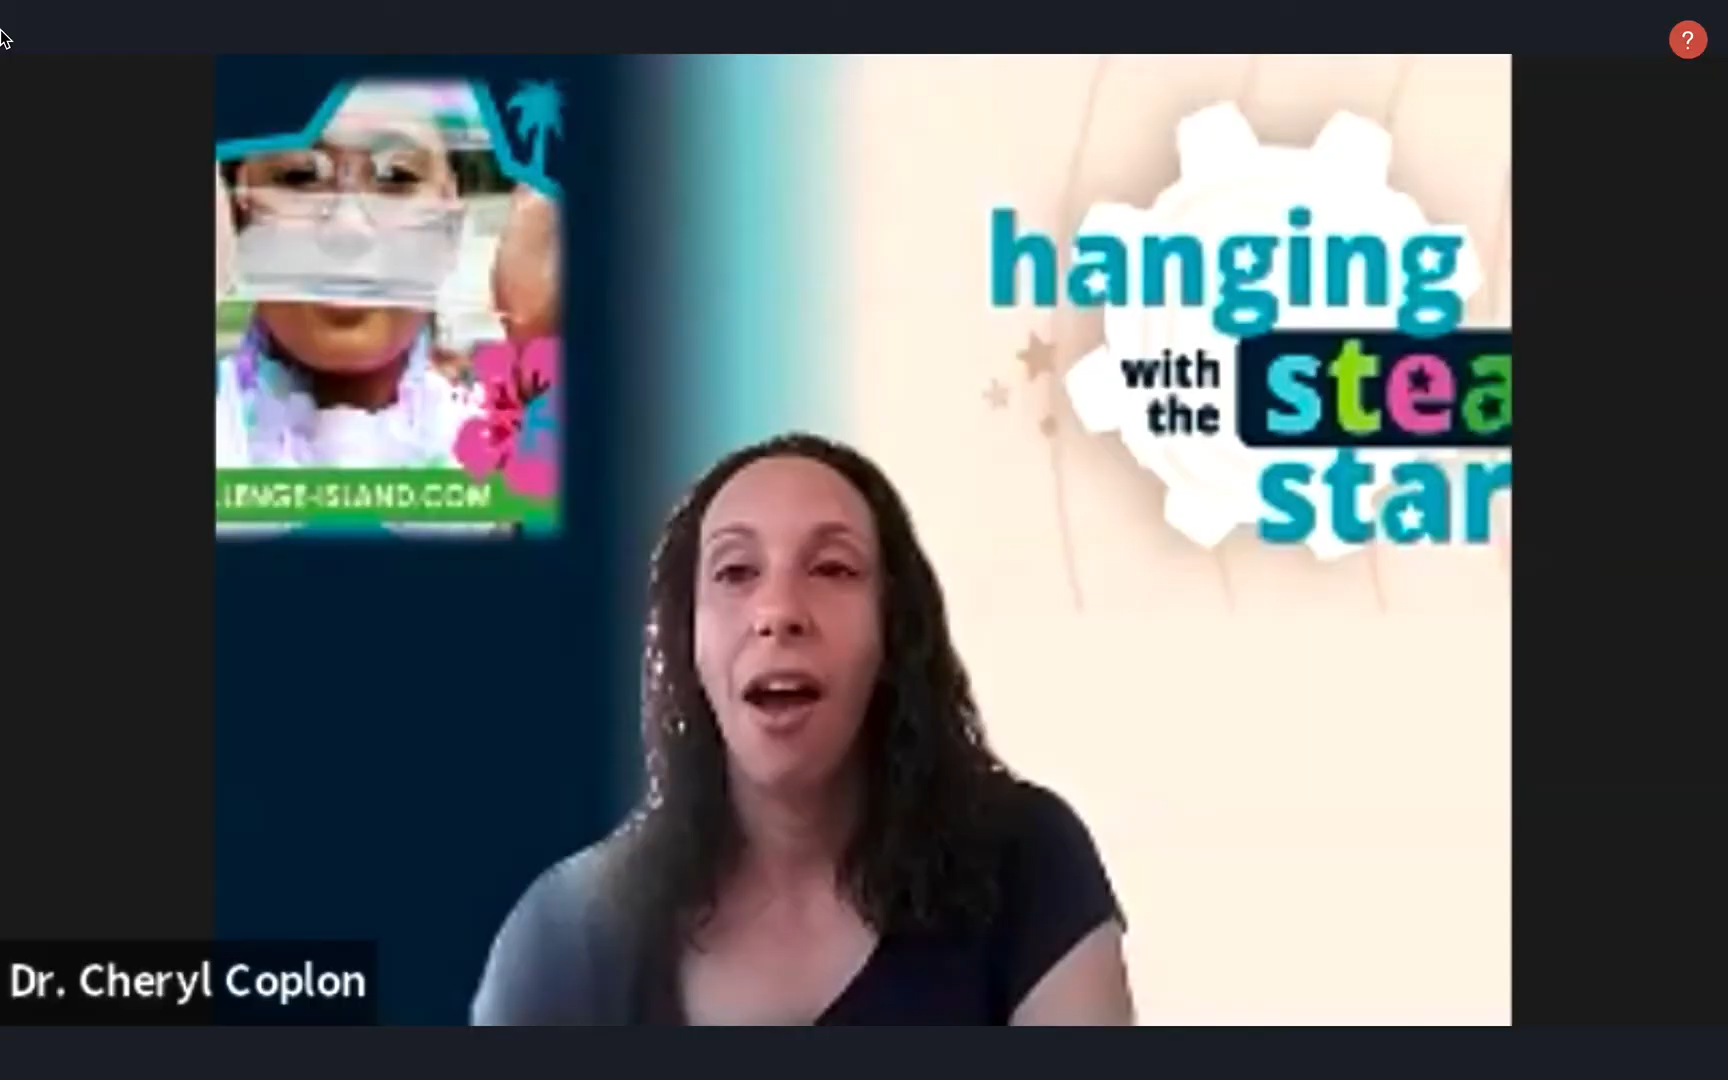 ?
hanging
with
the
stea
star
LENGE-ISLAND.COM
Dr. Cheryl Coplon